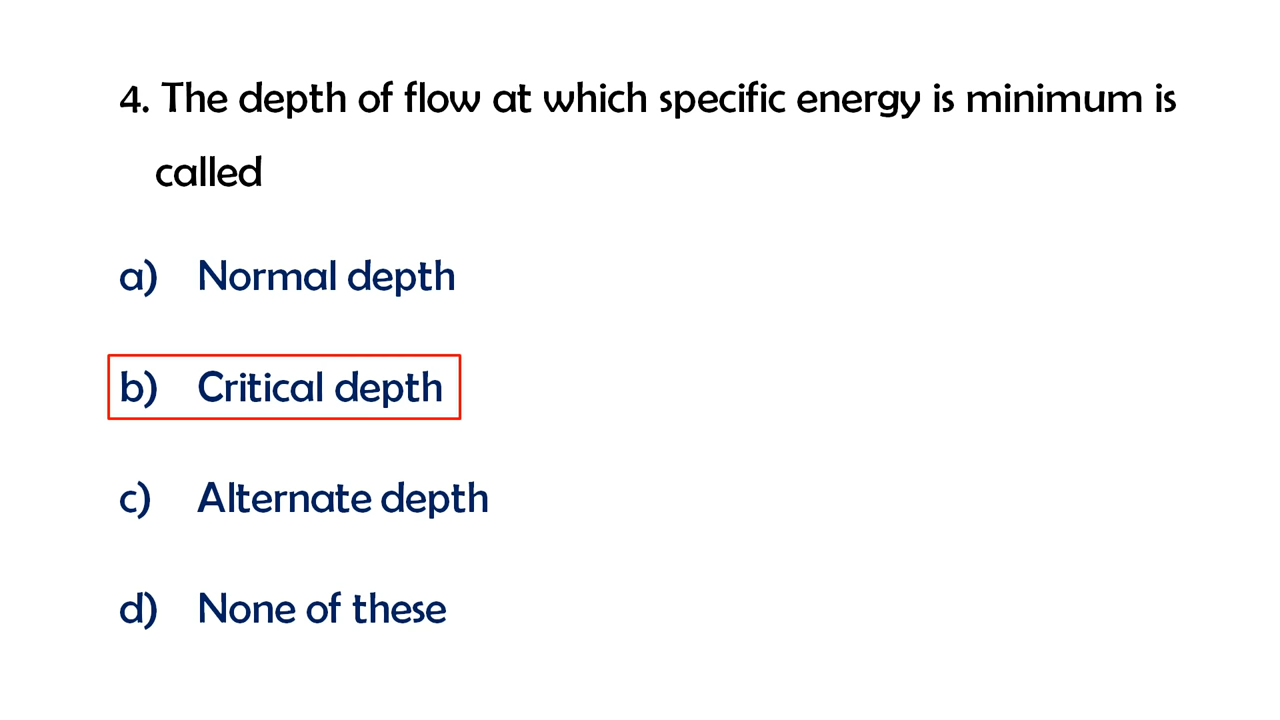 4. The depth of flow at which specific energy is minimum is
called
a) Normal depth
b) Critical depth
c) Alternate depth
d) None of these